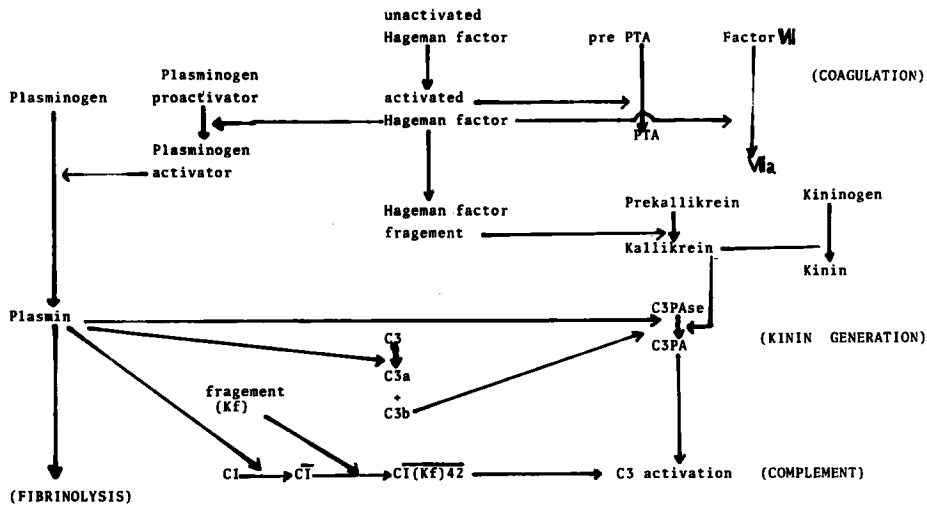 unactivated
Hageman factor
pre PTA
Factor VII
(COAGULATION)
Plasminogen
Plasminogen
proactivator
activated
Hageman factor
PTA
Plasminogen
activator
VIIa
Hageman factor
fragement
Prekallikrein
Kallikrein
Kininogen
Kinin
Plasmin
C3PAse
C3PA
(KININ GENERATION)
C3
C3a
+
C3b
fragement
(Kf)
C1
C1̅
C1̅(̅K̅f̅)̅4̅2̅
C3 activation
(COMPLEMENT)
(FIBRINOLYSIS)